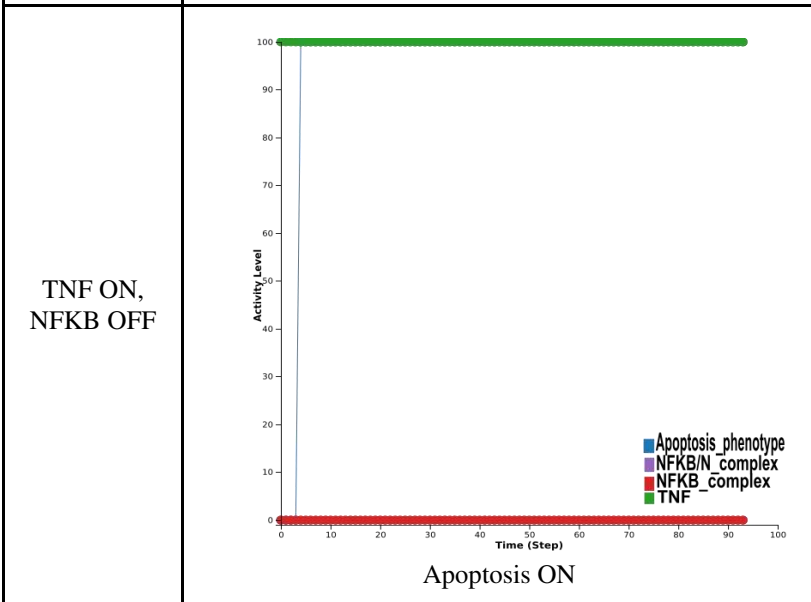 TNF ON,
NFKB OFF
100
90
80
70
60
50
40
30
20
10
0
Activity Level
0 10 20 30 40 50 60 70 80 90 100
Time (Step)
Apoptosis_phenotype
NFKB/N_complex
NFKB_complex
TNF
Apoptosis ON